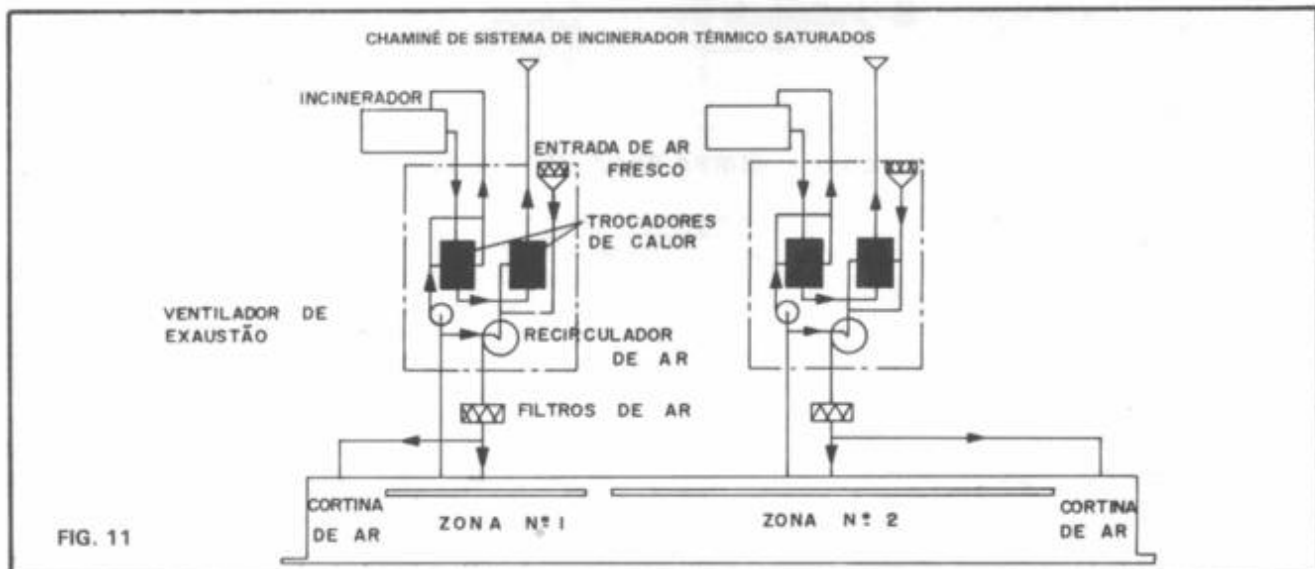 CHAMINÉ DE SISTEMA DE INCINERADOR TÉRMICO SATURADOS
INCINERADOR
ENTRADA DE AR
FRESCO
TROCADORES
DE CALOR
VENTILADOR DE
EXAUSTÃO
RECIRCULADOR
DE AR
FILTROS DE AR
CORTINA
DE AR
ZONA Nº 1
ZONA Nº 2
CORTINA
DE AR
FIG. 11